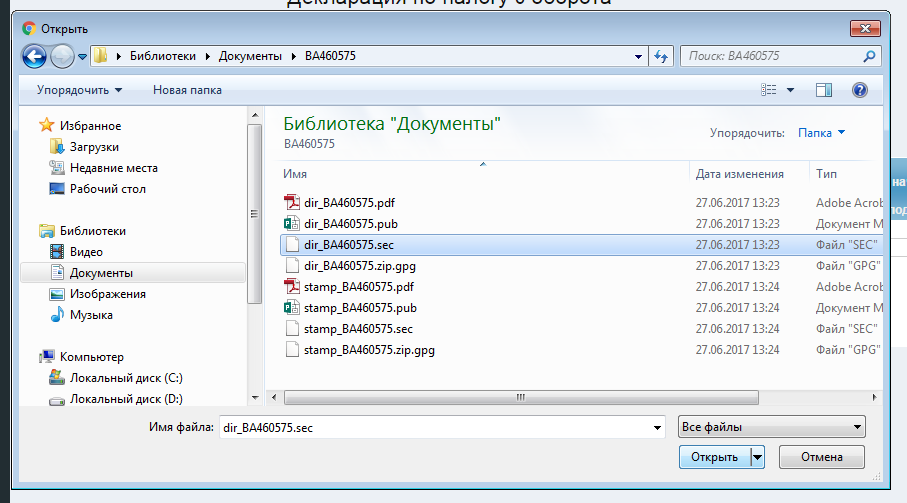 Декларация по налогу с оборота
Открыть
Библиотеки Документы BA460575
Поиск: BA460575
Упорядочить Новая папка
Избранное
Загрузки
Недавние места
Рабочий стол
Библиотеки
Видео
Документы
Изображения
Музыка
Компьютер
Локальный диск (C:)
Локальный диск (D:)
Библиотека "Документы"
BA460575
Упорядочить: Папка
Имя Дата изменения Тип
dir_BA460575.pdf 27.06.2017 13:23 Adobe Acrob
dir_BA460575.pub 27.06.2017 13:23 Документ M
dir_BA460575.sec 27.06.2017 13:23 Файл "SEC"
dir_BA460575.zip.gpg 27.06.2017 13:23 Файл "GPG"
stamp_BA460575.pdf 27.06.2017 13:24 Adobe Acrob
stamp_BA460575.pub 27.06.2017 13:24 Документ M
stamp_BA460575.sec 27.06.2017 13:24 Файл "SEC"
stamp_BA460575.zip.gpg 27.06.2017 13:24 Файл "GPG"
на
Имя файла: dir_BA460575.sec Все файлы
Открыть Отмена